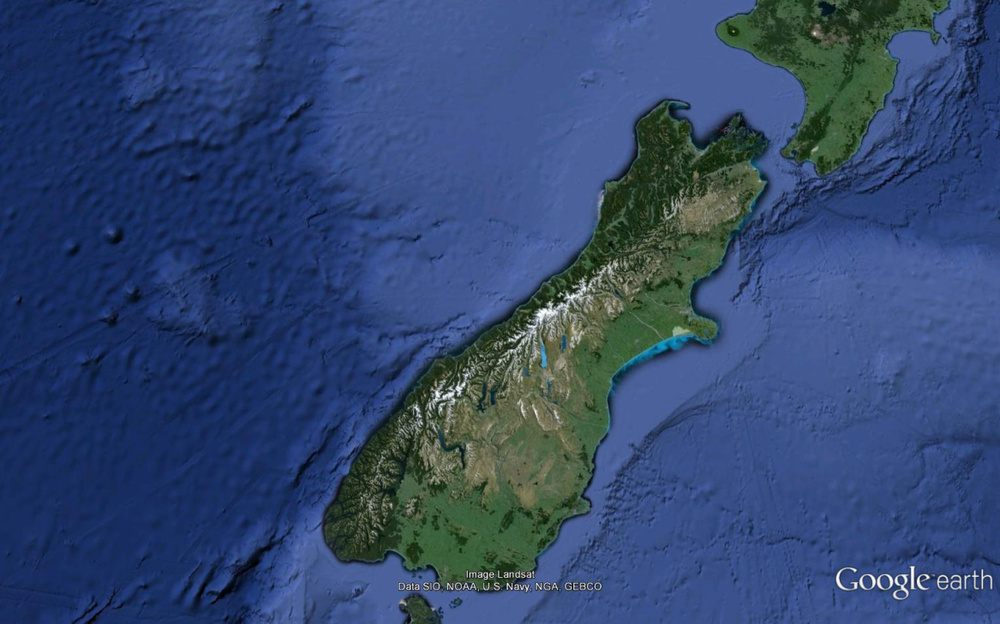 Image Landsat
Data SIO, NOAA, U.S. Navy, NGA, GEBCO
Google earth